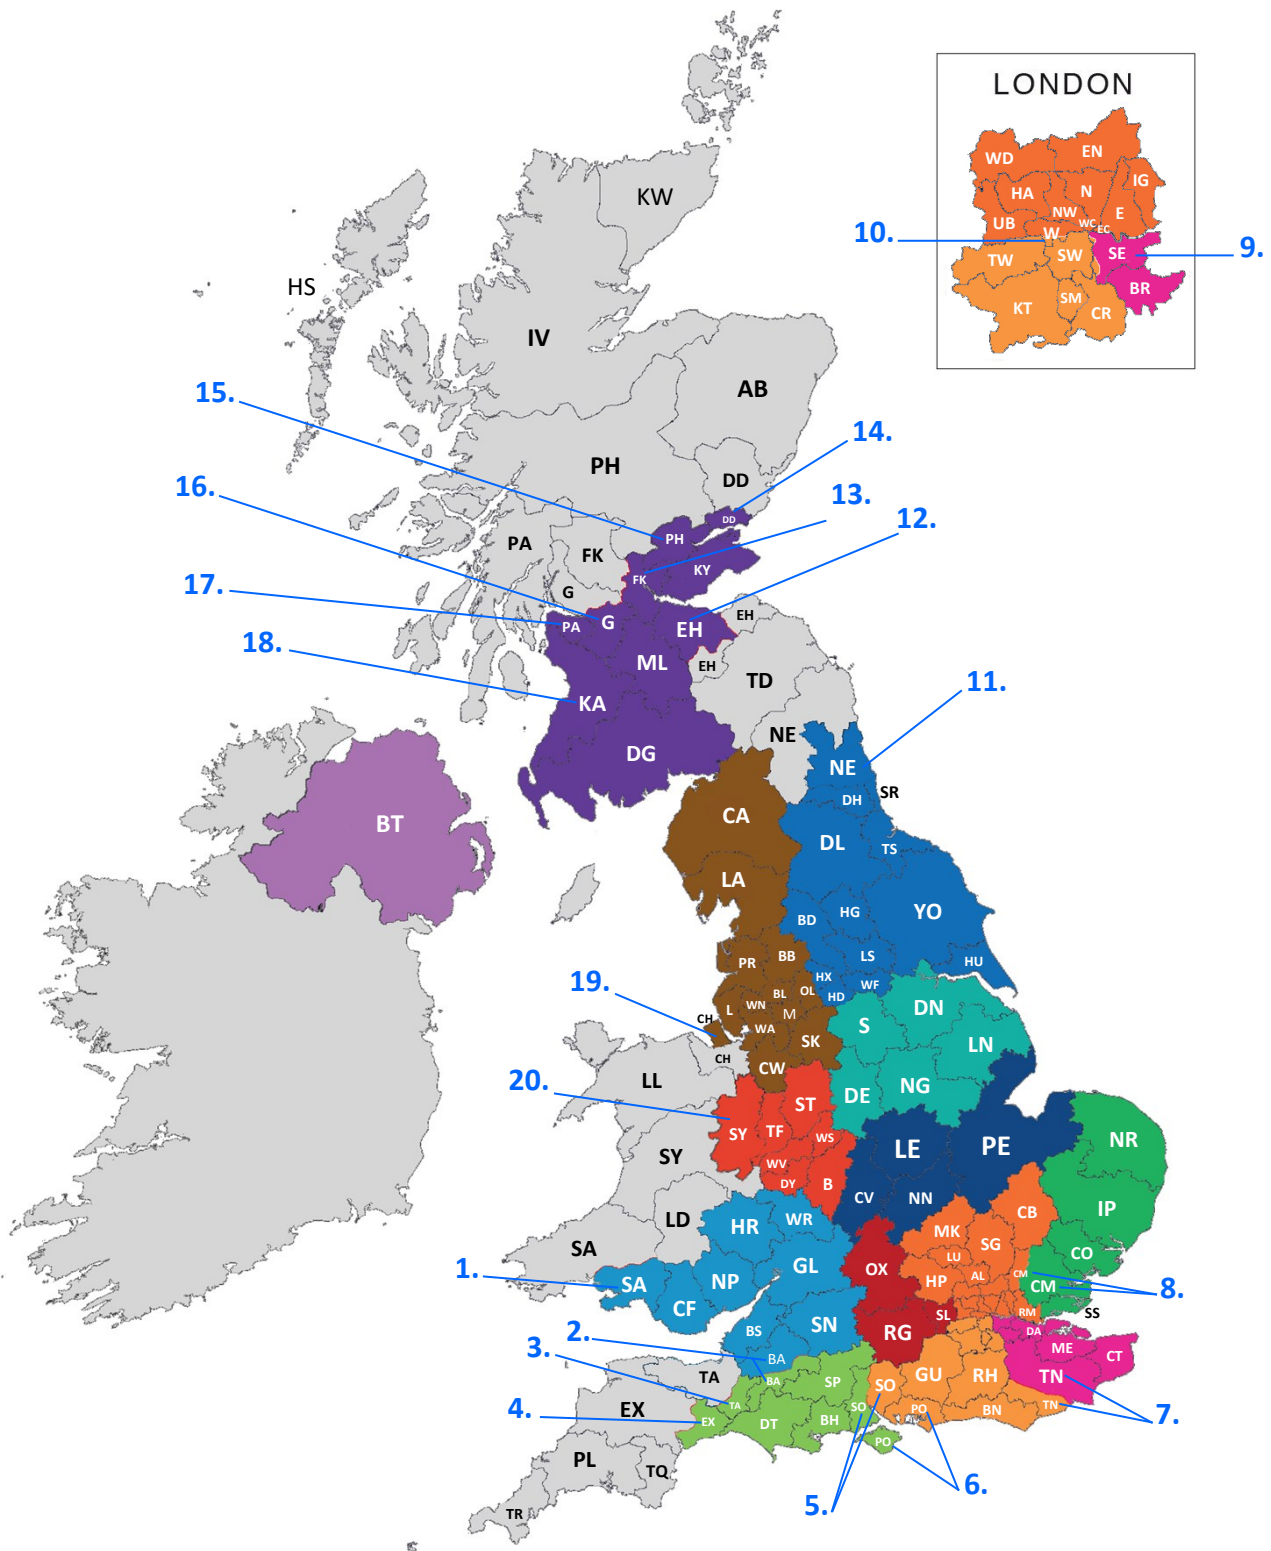 LONDON
WD
EN
IG
HA
N
NW
E
UB
WC
EC
W
10.
9.
TW
SW
SE
BR
KT
SM
CR
KW
HS
IV
15.
AB
14.
PH
DD
16.
13.
12.
DD
PH
PA
FK
KY
FK
17.
G
EH
PA
G
EH
18.
ML
EH
TD
11.
KA
NE
DG
NE
SR
DH
BT
CA
DL
TS
LA
BD
HG
YO
BB
LS
HU
PR
HX
WF
19.
BL
OL
HD
L
WN
M
DN
CH
WA
S
SK
LN
CH
CW
20.
LL
ST
DE
NG
SY
TF
WS
LE
PE
NR
SY
WV
DY
B
CV
NN
IP
LD
HR
WR
MK
CB
SA
GL
SG
CO
LU
1.
SA
NP
OX
HP
AL
CM
CM
8.
CF
SL
RM
SS
2.
BS
SN
RG
DA
3.
BA
ME
CT
TA
BA
SP
GU
RH
TN
4.
EX
TA
SO
EX
DT
BH
SO
PO
BN
TN
7.
PO
PL
TQ
6.
5.
TR